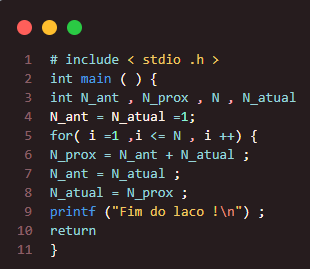 1 # include < stdio .h >
2 int main ( ) {
3 int N_ant , N_prox , N , N_atual
4 N_ant = N_atual =1;
5 for( i =1 ,i <= N , i ++) {
6 N_prox = N_ant + N_atual ;
7 N_ant = N_atual ;
8 N_atual = N_prox ;
9 printf ("Fim do laco !\n") ;
10 return
11 }